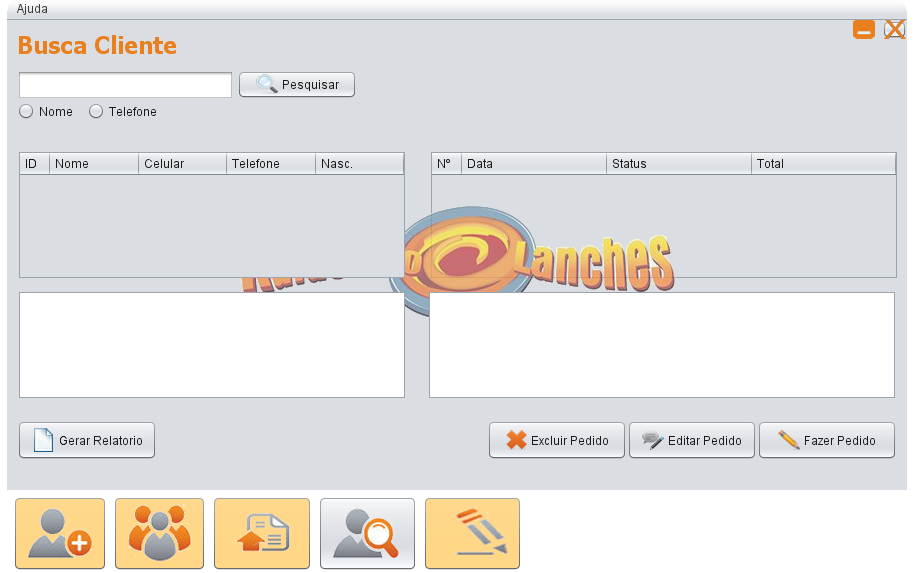 Ajuda
Busca Cliente
Pesquisar
Nome Telefone
ID Nome Celular Telefone Nasc.
Nº Data Status Total
Lanches
Gerar Relatorio
Excluir Pedido
Editar Pedido
Fazer Pedido